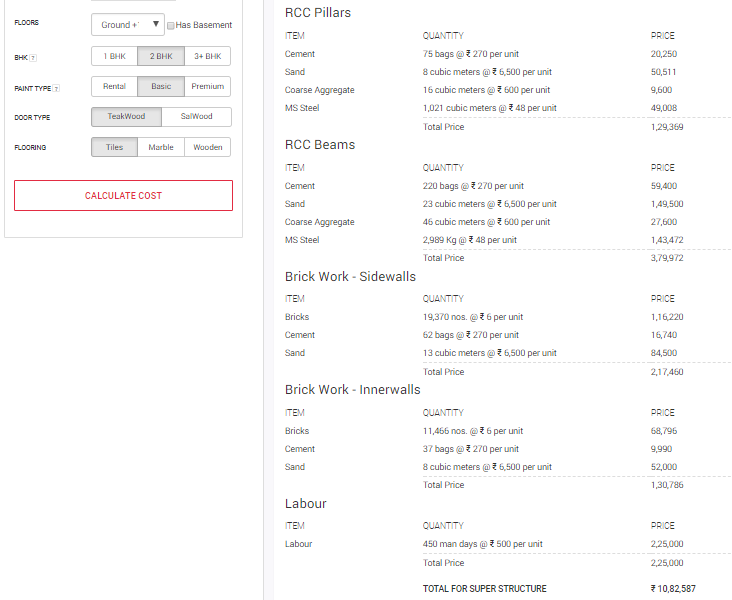 FLOORS Ground +' ▼ Has Basement
BHK ? 1 BHK 2 BHK 3+ BHK
PAINT TYPE ? Rental Basic Premium
DOOR TYPE TeakWood SalWood
FLOORING Tiles Marble Wooden
CALCULATE COST
RCC Pillars
ITEM QUANTITY PRICE
Cement 75 bags @ ₹ 270 per unit 20,250
Sand 8 cubic meters @ ₹ 6,500 per unit 50,511
Coarse Aggregate 16 cubic meters @ ₹ 600 per unit 9,600
MS Steel 1,021 cubic meters @ ₹ 48 per unit 49,008
Total Price 1,29,369
RCC Beams
ITEM QUANTITY PRICE
Cement 220 bags @ ₹ 270 per unit 59,400
Sand 23 cubic meters @ ₹ 6,500 per unit 1,49,500
Coarse Aggregate 46 cubic meters @ ₹ 600 per unit 27,600
MS Steel 2,989 Kg @ ₹ 48 per unit 1,43,472
Total Price 3,79,972
Brick Work - Sidewalls
ITEM QUANTITY PRICE
Bricks 19,370 nos. @ ₹ 6 per unit 1,16,220
Cement 62 bags @ ₹ 270 per unit 16,740
Sand 13 cubic meters @ ₹ 6,500 per unit 84,500
Total Price 2,17,460
Brick Work - Innerwalls
ITEM QUANTITY PRICE
Bricks 11,466 nos. @ ₹ 6 per unit 68,796
Cement 37 bags @ ₹ 270 per unit 9,990
Sand 8 cubic meters @ ₹ 6,500 per unit 52,000
Total Price 1,30,786
Labour
ITEM QUANTITY PRICE
Labour 450 man days @ ₹ 500 per unit 2,25,000
Total Price 2,25,000
TOTAL FOR SUPER STRUCTURE ₹ 10,82,587